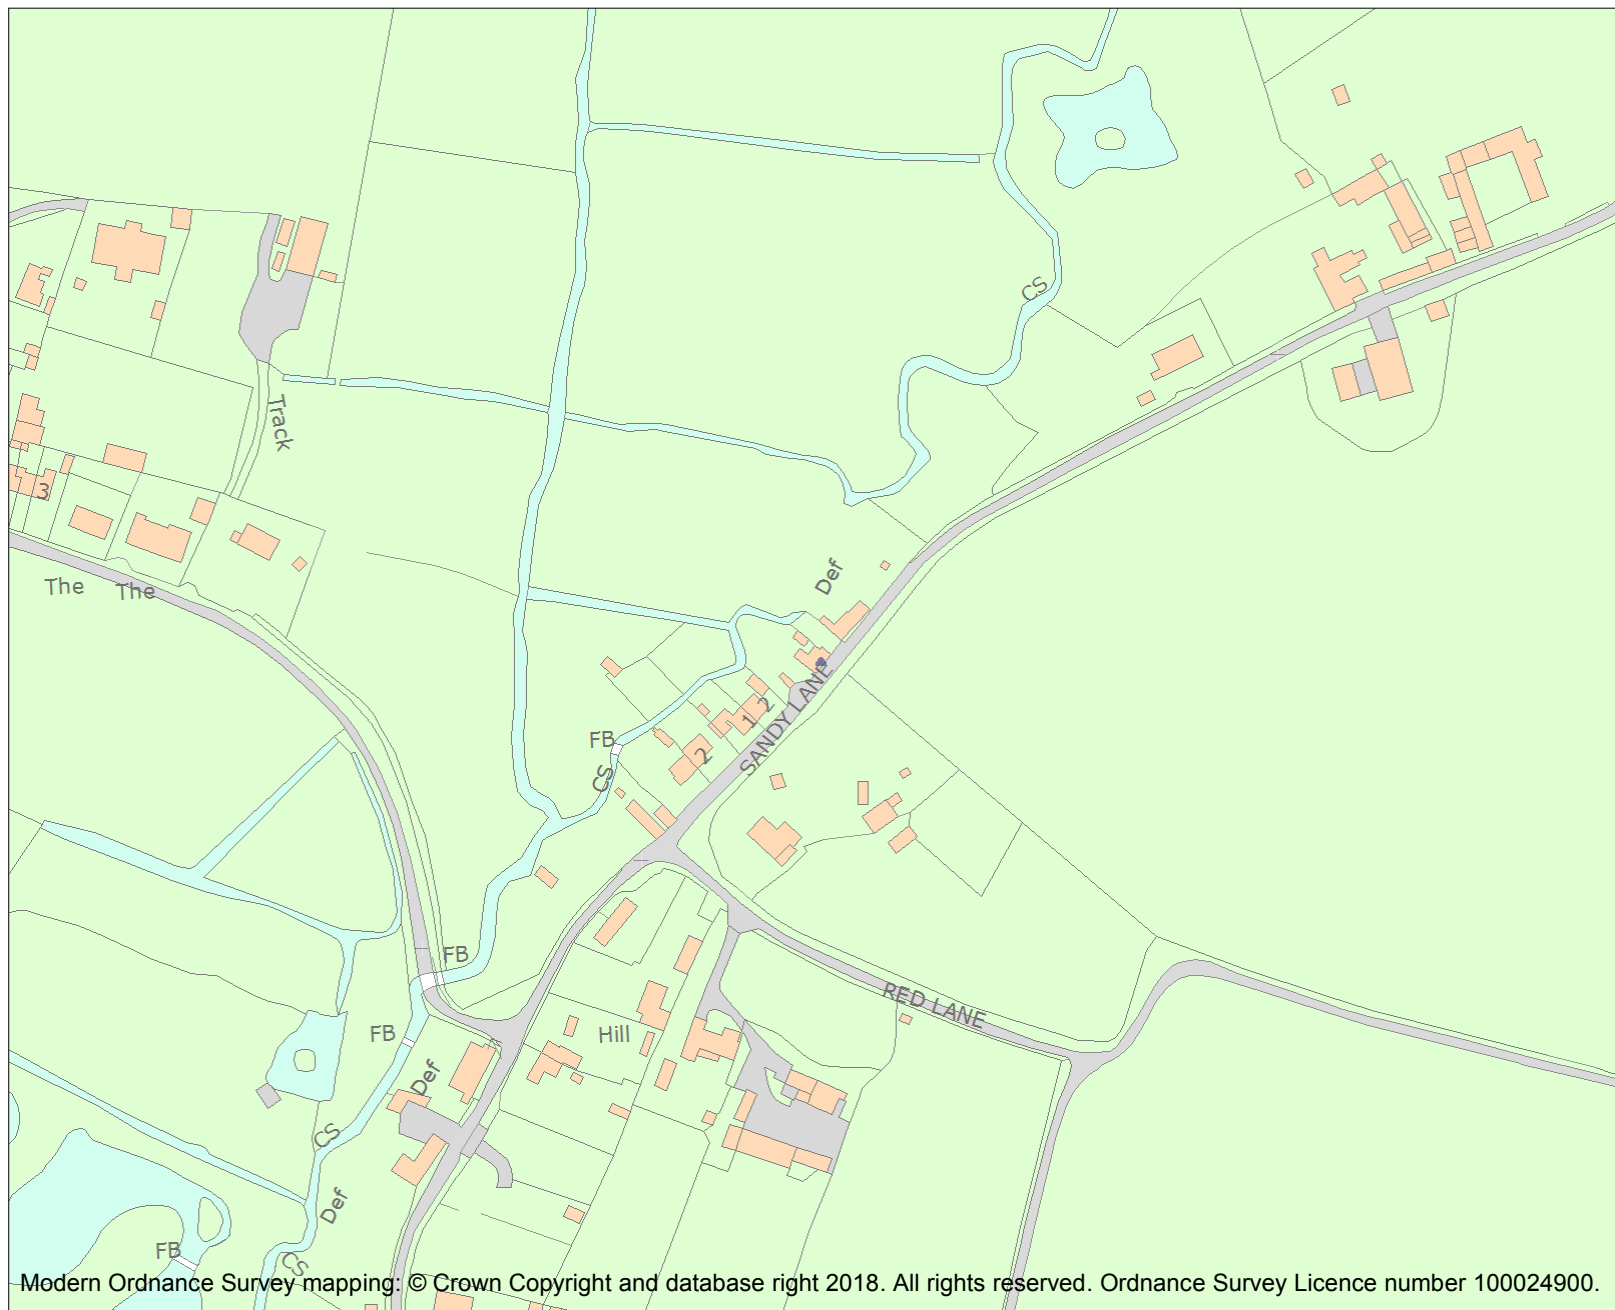 CS
Track
3
The The
Def
SANDY LANE
1 2
2
FB
CS
FB
RED LANE
Hill
FB
Def
CS
Def
FB
CS
Modern Ordnance Survey mapping: © Crown Copyright and database right 2018. All rights reserved. Ordnance Survey Licence number 100024900.